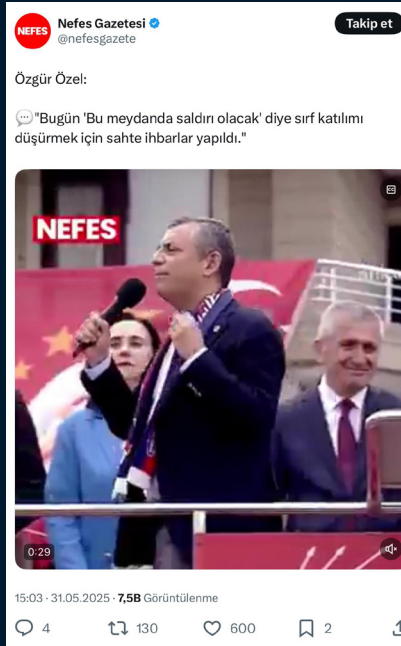 NEFES
Nefes Gazetesi
@nefesgazete
Takip et
Özgür Özel:
💬"Bugün 'Bu meydanda saldırı olacak' diye sırf katılımı
düşürmek için sahte ihbarlar yapıldı."
NEFES
0:29
15:03 · 31.05.2025 · 7,5B Görüntülenme
4
130
600
2